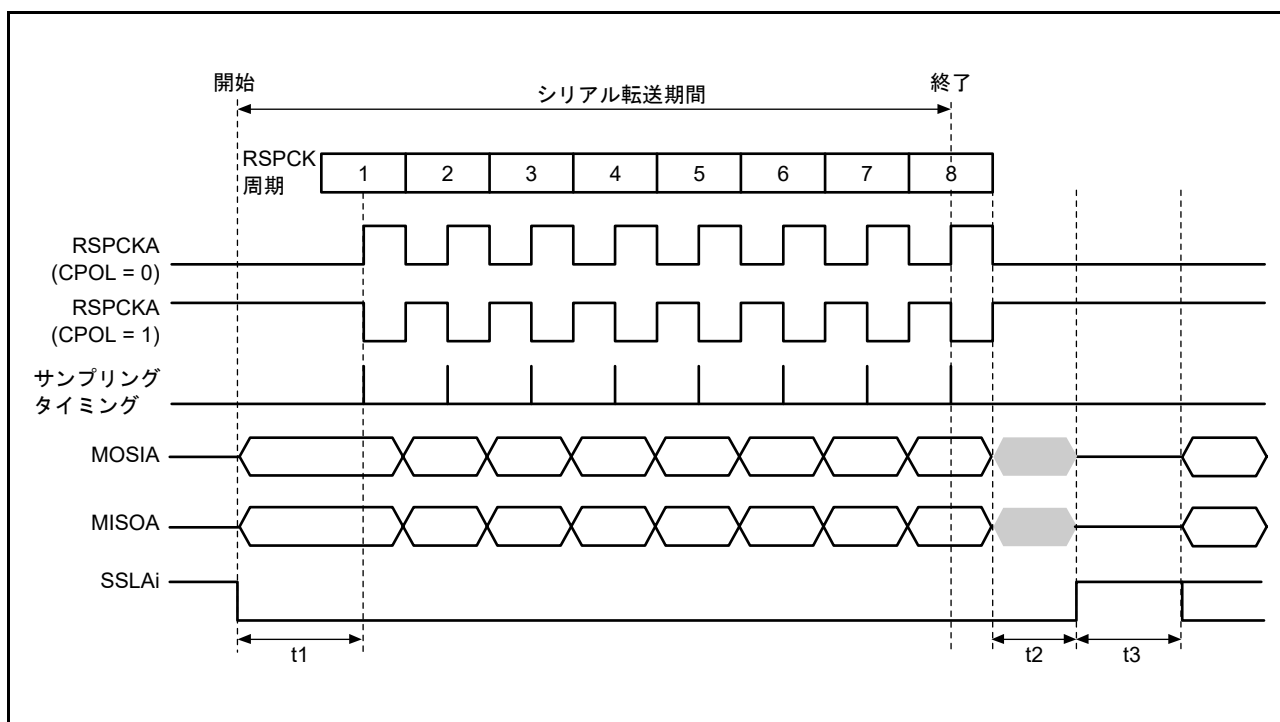 開始
終了
シリアル転送期間
RSPCK
周期
1 2 3 4 5 6 7 8
RSPCKA
(CPOL = 0)
RSPCKA
(CPOL = 1)
サンプリング
タイミング
MOSIA
MISOA
SSLAi
t1
t2
t3